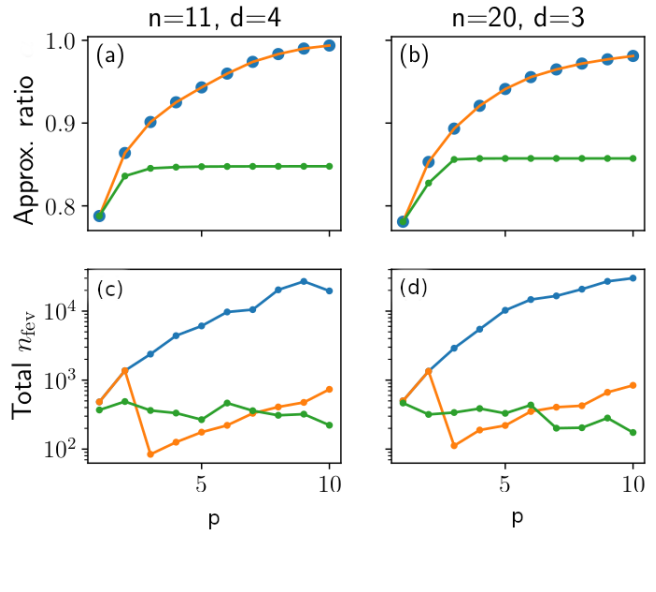 n=11, d=4
n=20, d=3
Approx. ratio
1.0
0.9
0.8
(a)
(b)
Total n_fev
10^4
10^3
10^2
(c)
(d)
5
10
5
10
p
p